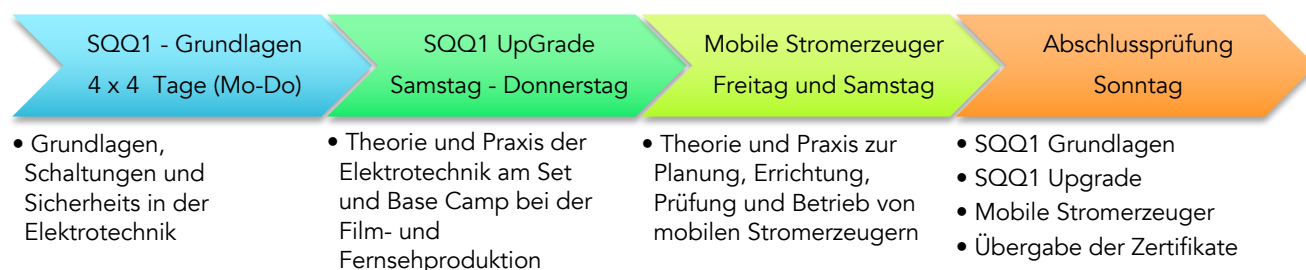 SQQ1 - Grundlagen
4 x 4  Tage (Mo-Do)
SQQ1 UpGrade
Samstag - Donnerstag
Mobile Stromerzeuger
Freitag und Samstag
Abschlussprüfung
Sonntag
• Grundlagen,
Schaltungen und
Sicherheits in der
Elektrotechnik
• Theorie und Praxis der
Elektrotechnik am Set
und Base Camp bei der
Film- und
Fernsehproduktion
• Theorie und Praxis zur
Planung, Errichtung,
Prüfung und Betrieb von
mobilen Stromerzeugern
• SQQ1 Grundlagen
• SQQ1 Upgrade
• Mobile Stromerzeuger
• Übergabe der Zertifikate